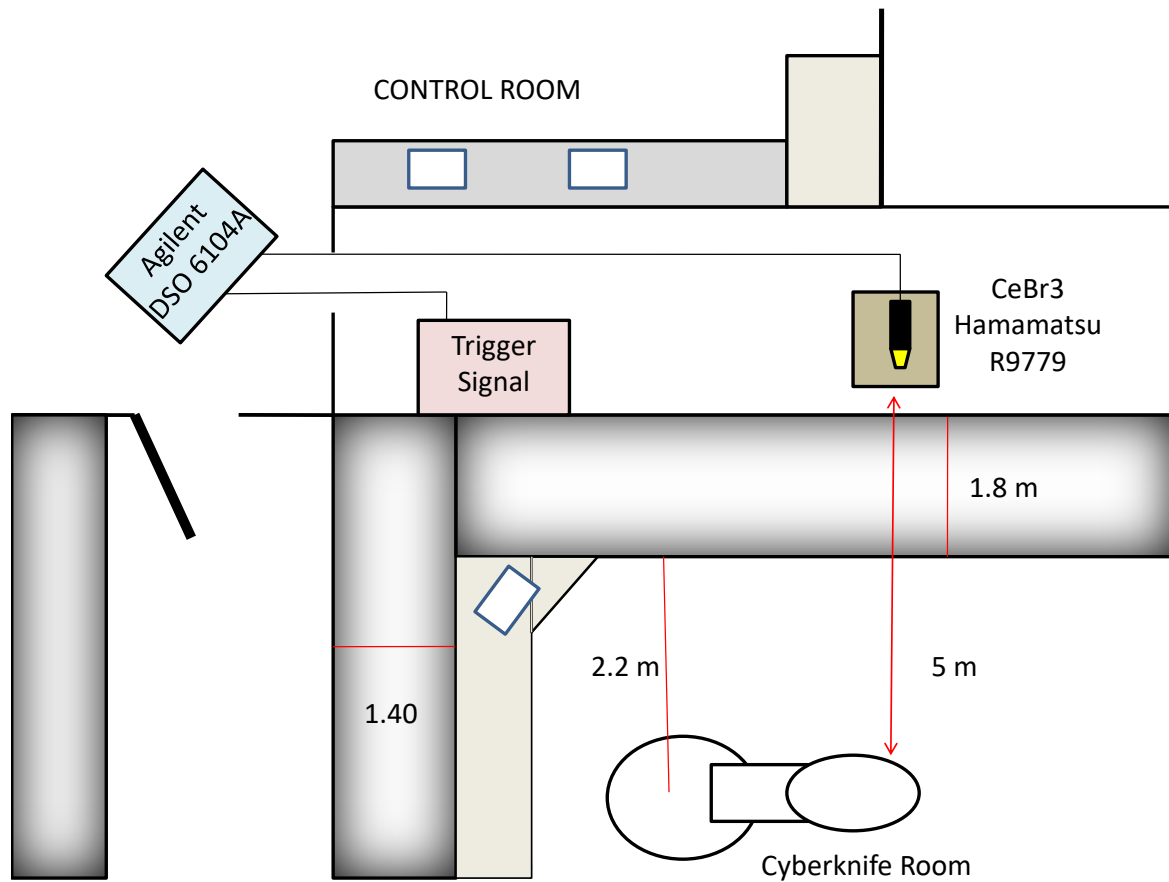 CONTROL ROOM
Agilent
DSO 6104A
Trigger
Signal
CeBr3
Hamamatsu
R9779
1.8 m
2.2 m
5 m
1.40
Cyberknife Room